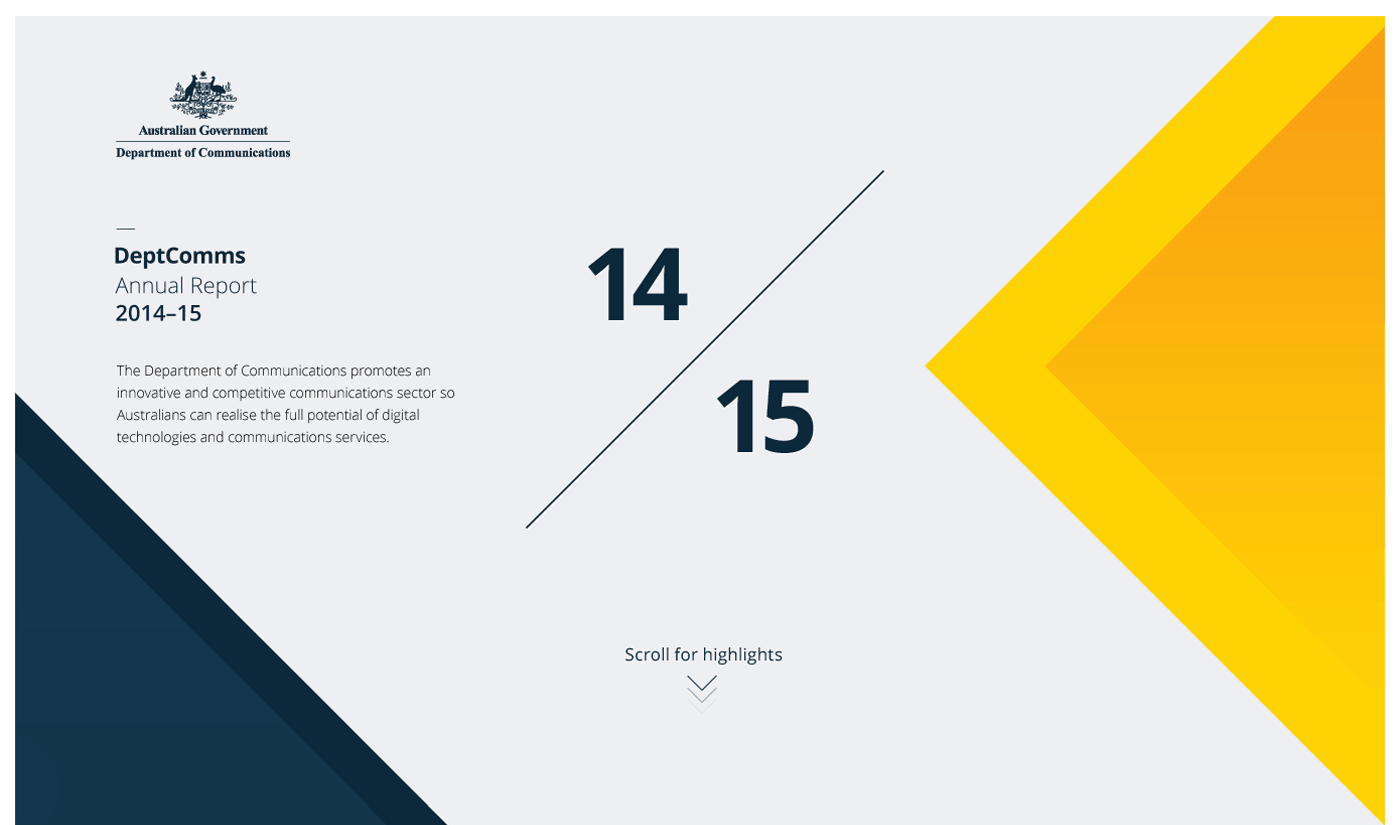 Australian Government
Department of Communications
DeptComms
Annual Report
2014–15
The Department of Communications promotes an
innovative and competitive communications sector so
Australians can realise the full potential of digital
technologies and communications services.
14
15
Scroll for highlights